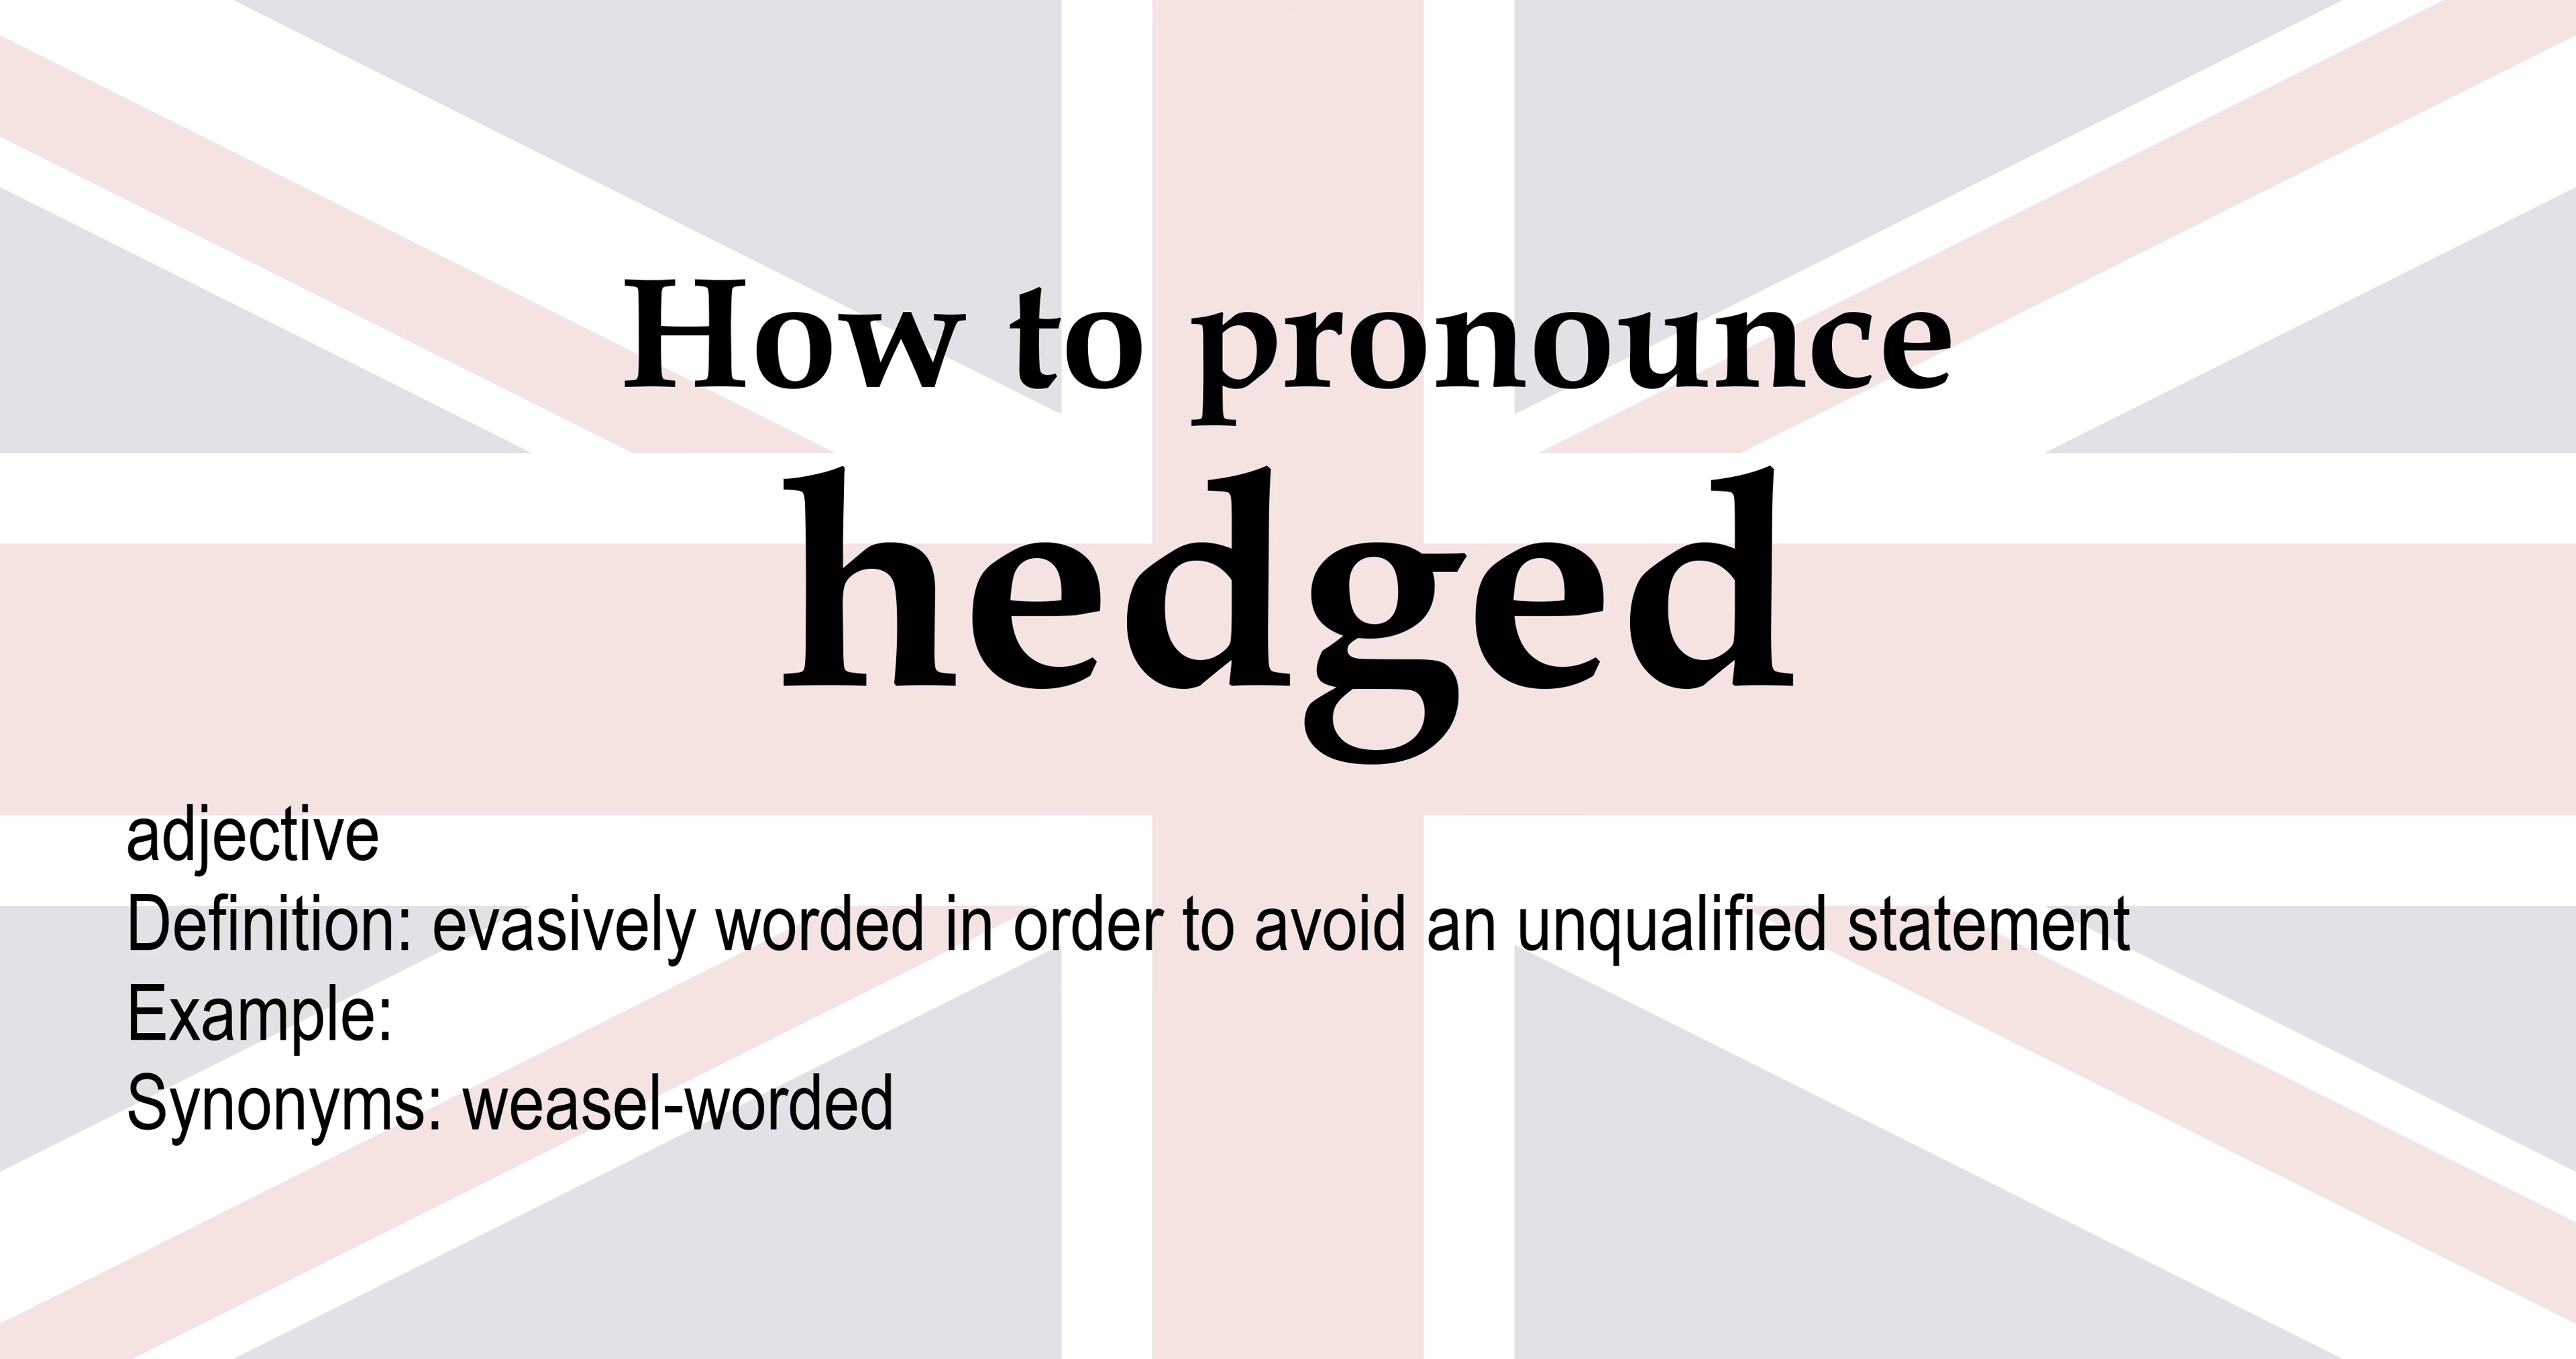 How to pronounce
hedged
adjective
Definition: evasively worded in order to avoid an unqualified statement
Example:
Synonyms: weasel-worded